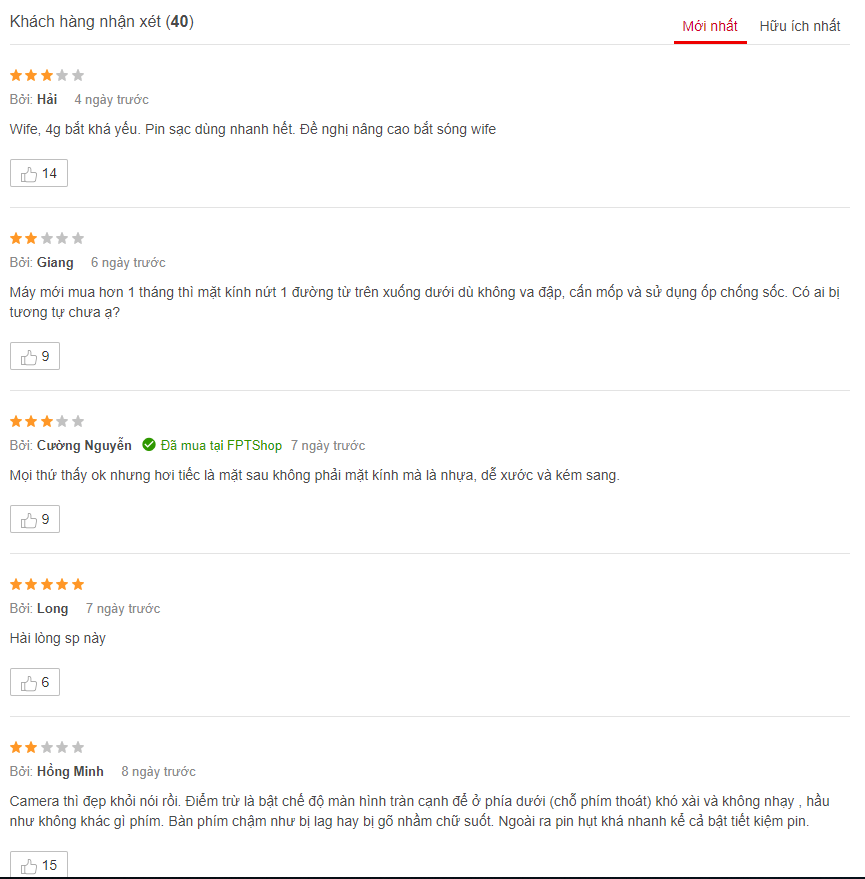 Khách hàng nhận xét (40)
Mới nhất
Hữu ích nhất
Bởi: Hải 4 ngày trước
Wife, 4g bắt khá yếu. Pin sạc dùng nhanh hết. Đề nghị nâng cao bắt sóng wife
14
Bởi: Giang 6 ngày trước
Máy mới mua hơn 1 tháng thì mặt kính nứt 1 đường từ trên xuống dưới dù không va đập, cấn mốp và sử dụng ốp chống sốc. Có ai bị
tương tự chưa ạ?
9
Bởi: Cường Nguyễn Đã mua tại FPTShop 7 ngày trước
Mọi thứ thấy ok nhưng hơi tiếc là mặt sau không phải mặt kính mà là nhựa, dễ xước và kém sang.
9
Bởi: Long 7 ngày trước
Hài lòng sp này
6
Bởi: Hồng Minh 8 ngày trước
Camera thì đẹp khỏi nói rồi. Điểm trừ là bật chế độ màn hình tràn cạnh để ở phía dưới (chỗ phím thoát) khó xài và không nhạy , hầu
như không khác gì phím. Bàn phím chậm như bị lag hay bị gõ nhầm chữ suốt. Ngoài ra pin hụt khá nhanh kể cả bật tiết kiệm pin.
15